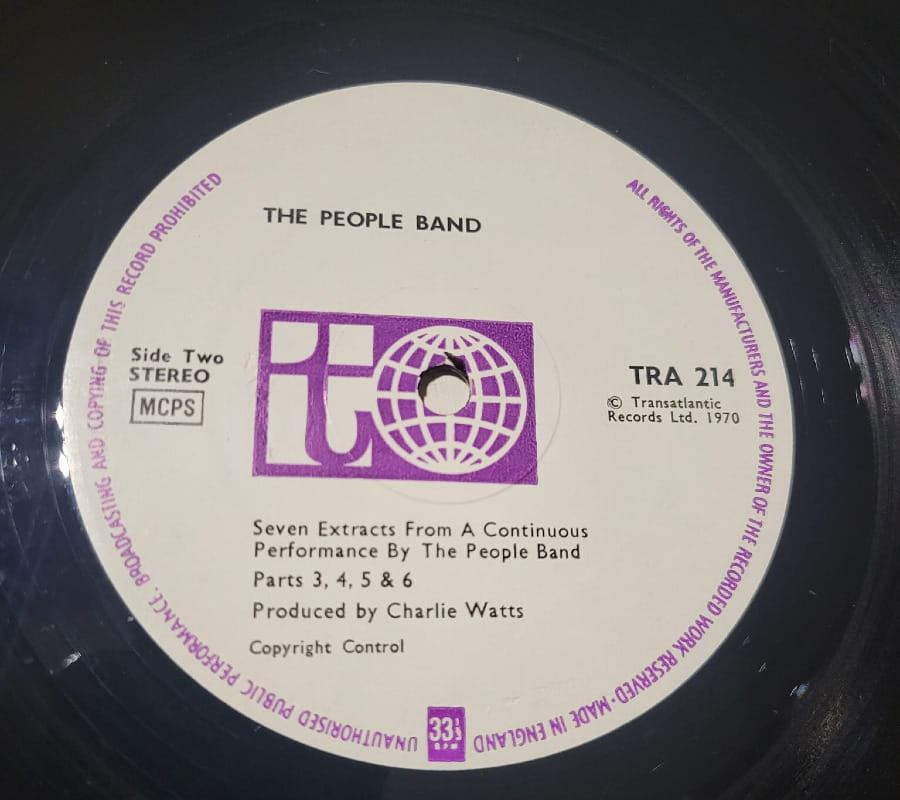 THE PEOPLE BAND
Side Two
STEREO
MCPS
it
TRA 214
© Transatlantic
Records Ltd. 1970
Seven Extracts From A Continuous
Performance By The People Band
Parts 3, 4, 5 & 6
Produced by Charlie Watts
Copyright Control
33⅓
RPM
ALL RIGHTS OF THE MANUFACTURERS AND THE OWNER OF THE RECORDED WORK RESERVED·MADE IN ENGLAND
UNAUTHORISED PUBLIC PERFORMANCE, BROADCASTING AND COPYING OF THIS RECORD PROHIBITED